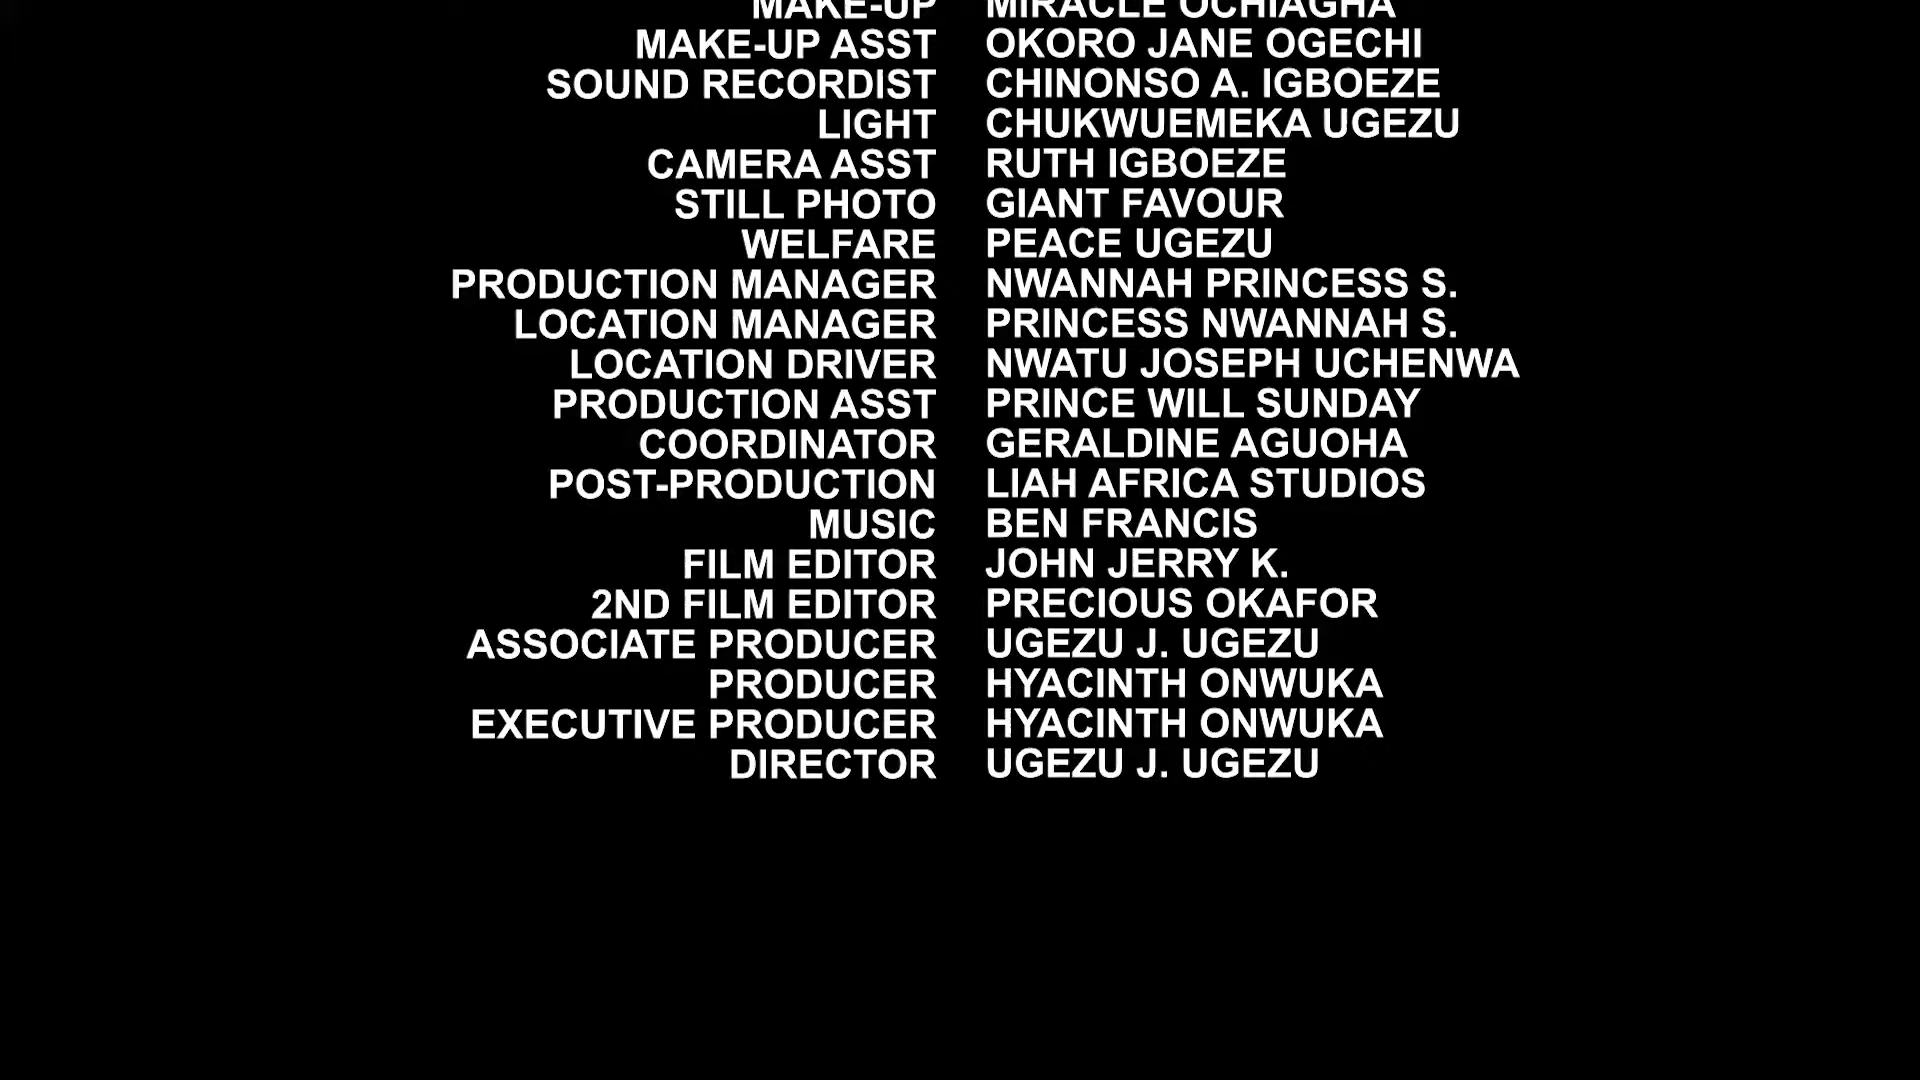 MAKE-UP MIRACLE OCHIAGHA
MAKE-UP ASST OKORO JANE OGECHI
SOUND RECORDIST CHINONSO A. IGBOEZE
LIGHT CHUKWUEMEKA UGEZU
CAMERA ASST RUTH IGBOEZE
STILL PHOTO GIANT FAVOUR
WELFARE PEACE UGEZU
PRODUCTION MANAGER NWANNAH PRINCESS S.
LOCATION MANAGER PRINCESS NWANNAH S.
LOCATION DRIVER NWATU JOSEPH UCHENWA
PRODUCTION ASST PRINCE WILL SUNDAY
COORDINATOR GERALDINE AGUOHA
POST-PRODUCTION LIAH AFRICA STUDIOS
MUSIC BEN FRANCIS
FILM EDITOR JOHN JERRY K.
2ND FILM EDITOR PRECIOUS OKAFOR
ASSOCIATE PRODUCER UGEZU J. UGEZU
PRODUCER HYACINTH ONWUKA
EXECUTIVE PRODUCER HYACINTH ONWUKA
DIRECTOR UGEZU J. UGEZU